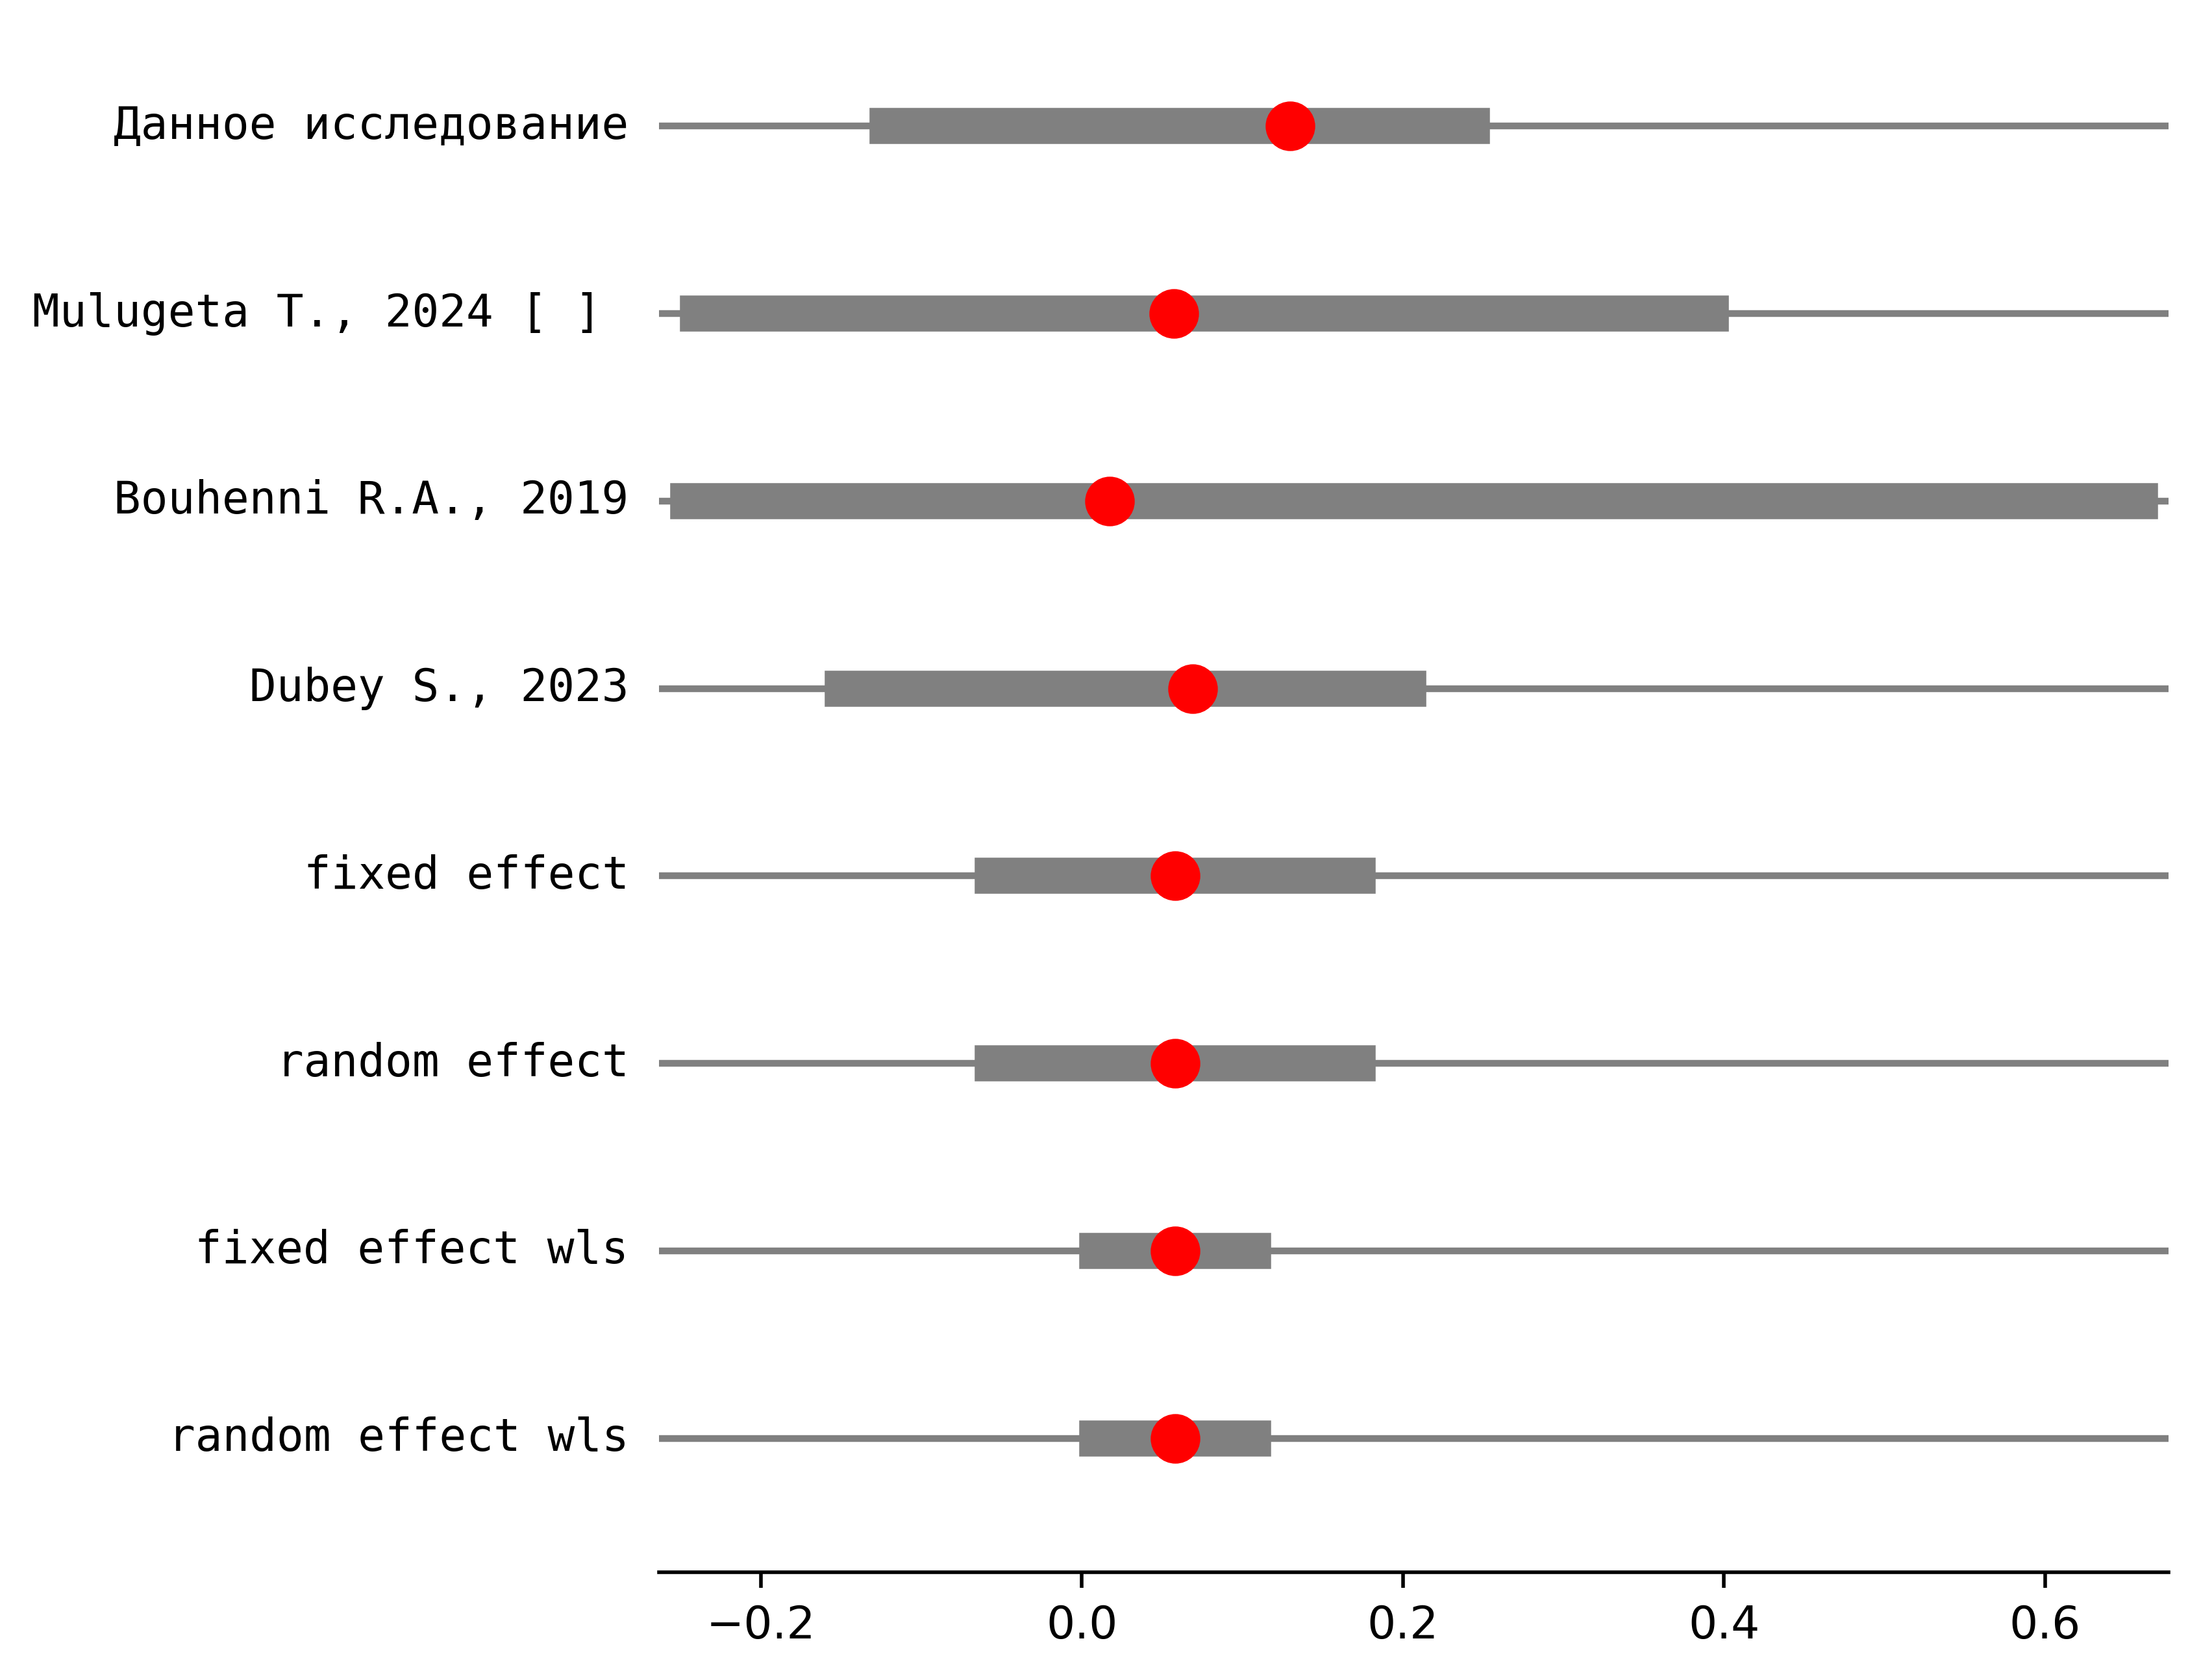 Данное исследование
Mulugeta T., 2024 [ ]
Bouhenni R.A., 2019
Dubey S., 2023
fixed effect
random effect
fixed effect wls
random effect wls
−0.2 0.0 0.2 0.4 0.6